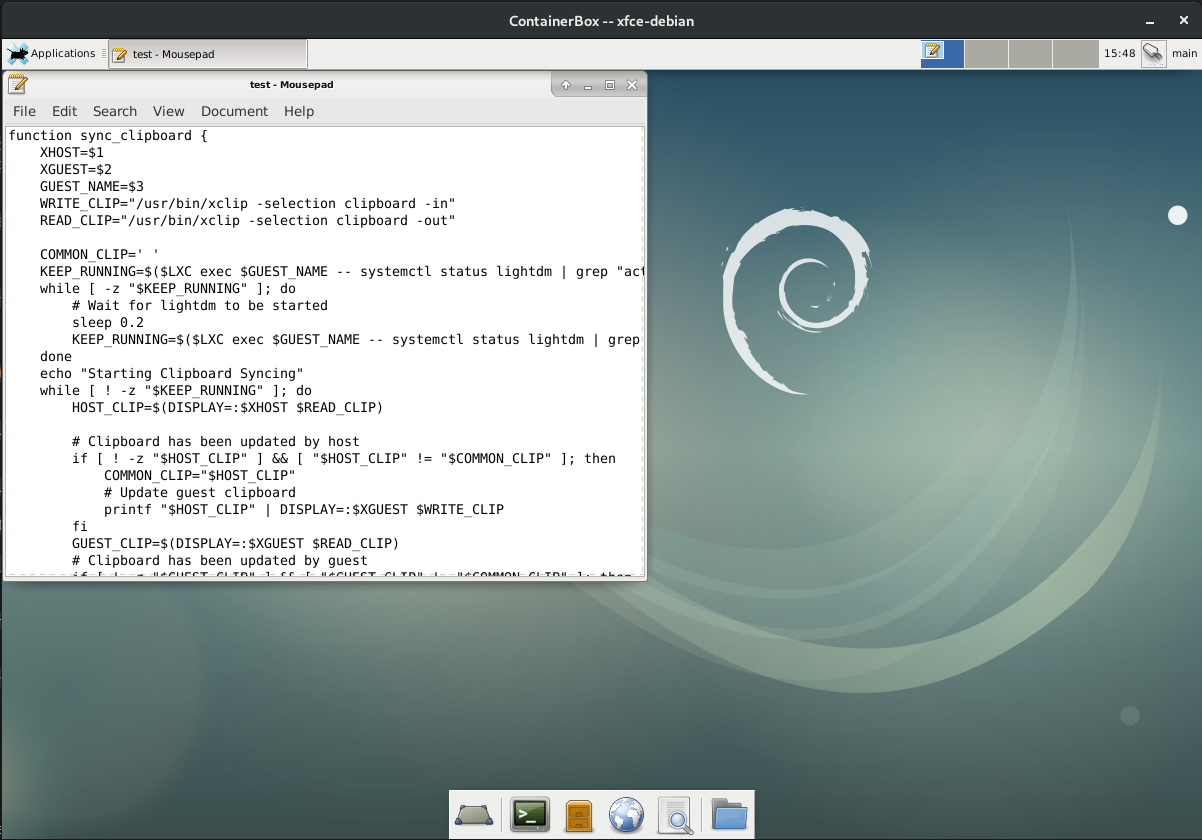 ContainerBox -- xfce-debian
Applications
test - Mousepad
15:48
main
test - Mousepad
File Edit Search View Document Help
function sync_clipboard {
    XHOST=$1
    XGUEST=$2
    GUEST_NAME=$3
    WRITE_CLIP="/usr/bin/xclip -selection clipboard -in"
    READ_CLIP="/usr/bin/xclip -selection clipboard -out"
    COMMON_CLIP=' '
    KEEP_RUNNING=$($LXC exec $GUEST_NAME -- systemctl status lightdm | grep "act
    while [ -z "$KEEP_RUNNING" ]; do
        # Wait for lightdm to be started
        sleep 0.2
        KEEP_RUNNING=$($LXC exec $GUEST_NAME -- systemctl status lightdm | grep
    done
    echo "Starting Clipboard Syncing"
    while [ ! -z "$KEEP_RUNNING" ]; do
        HOST_CLIP=$(DISPLAY=:$XHOST $READ_CLIP)
        # Clipboard has been updated by host
        if [ ! -z "$HOST_CLIP" ] && [ "$HOST_CLIP" != "$COMMON_CLIP" ]; then
            COMMON_CLIP="$HOST_CLIP"
            # Update guest clipboard
            printf "$HOST_CLIP" | DISPLAY=:$XGUEST $WRITE_CLIP
        fi
        GUEST_CLIP=$(DISPLAY=:$XGUEST $READ_CLIP)
        # Clipboard has been updated by guest